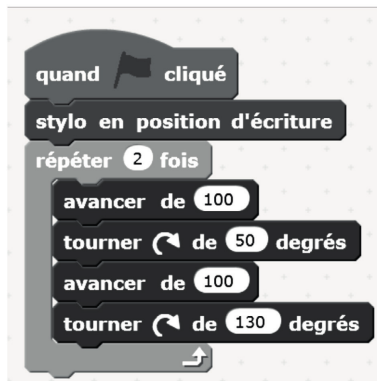 quand cliqué
stylo en position d'écriture
répéter 2 fois
avancer de 100
tourner de 50 degrés
avancer de 100
tourner de 130 degrés